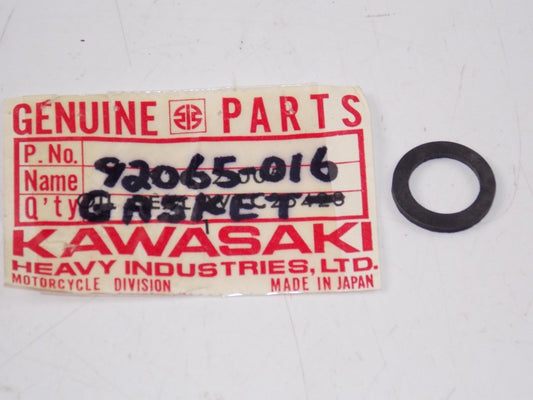 GENUINE PARTS
P. No. 92065-016
Name
Q'ty GASKET
KAWASAKI
HEAVY INDUSTRIES, LTD.
MOTORCYCLE DIVISION MADE IN JAPAN